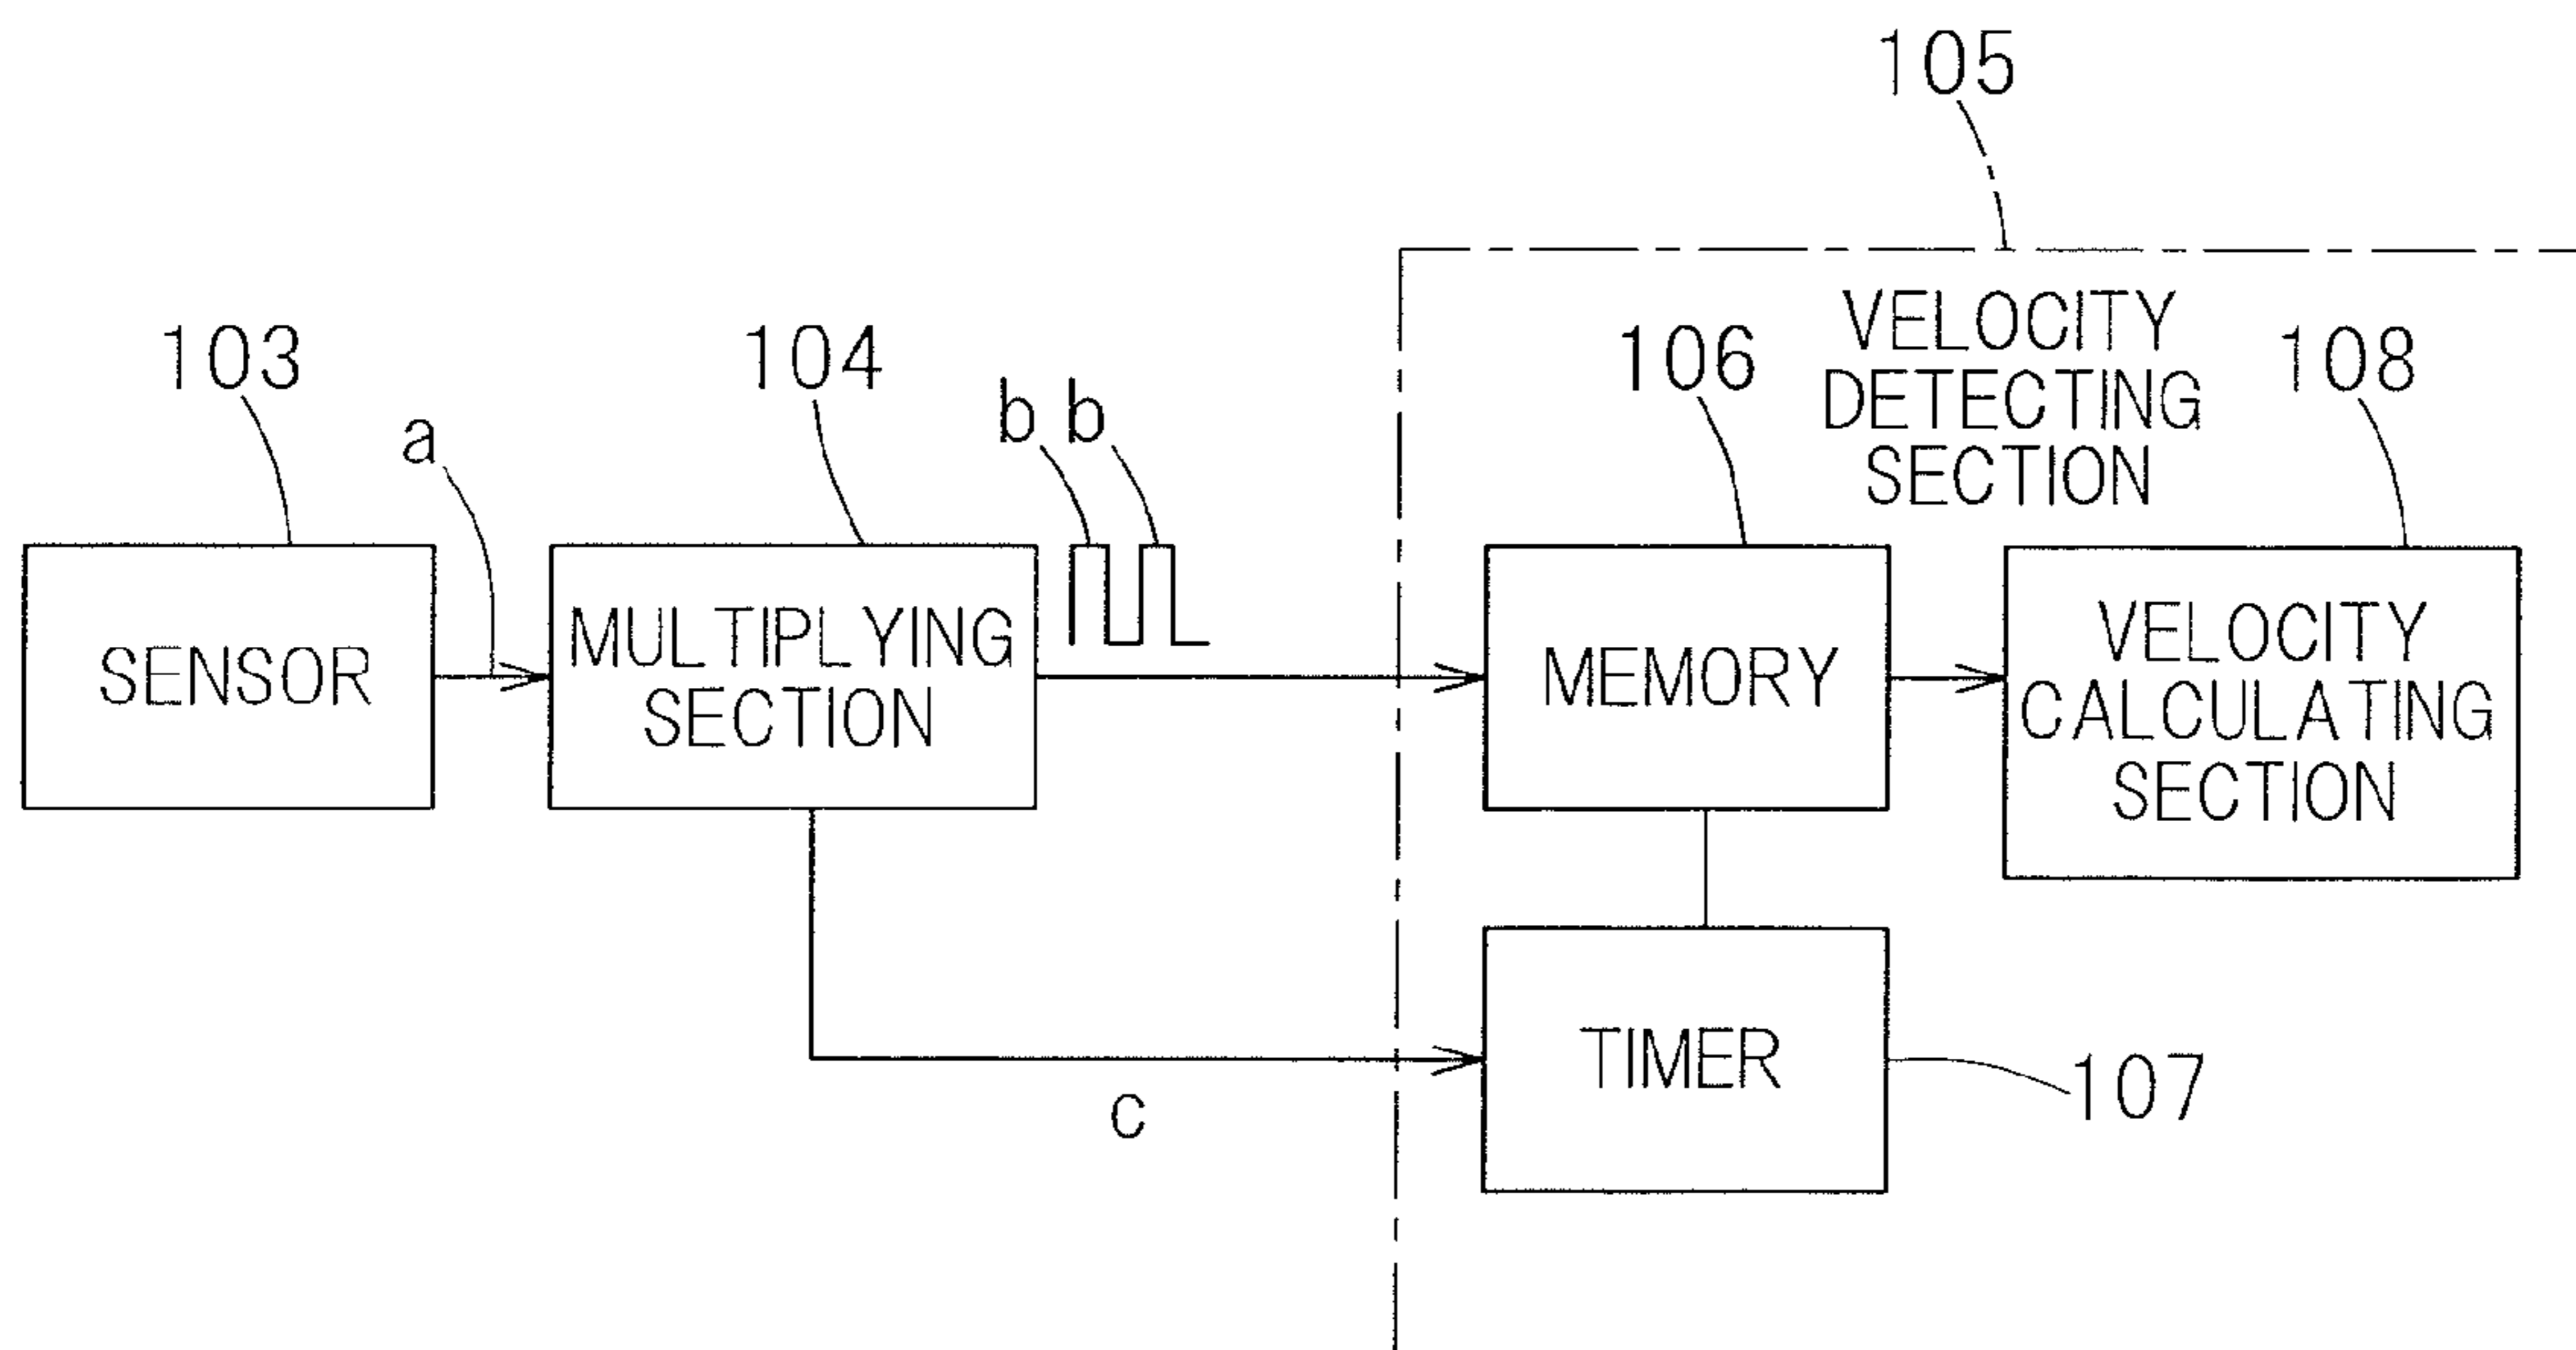 105
VELOCITY
DETECTING
SECTION
103
104
106
108
a
b b
SENSOR
MULTIPLYING
SECTION
MEMORY
VELOCITY
CALCULATING
SECTION
TIMER
107
c